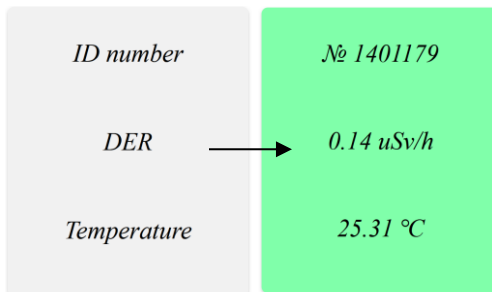 ID number № 1401179
DER 0.14 uSv/h
Temperature 25.31 °C